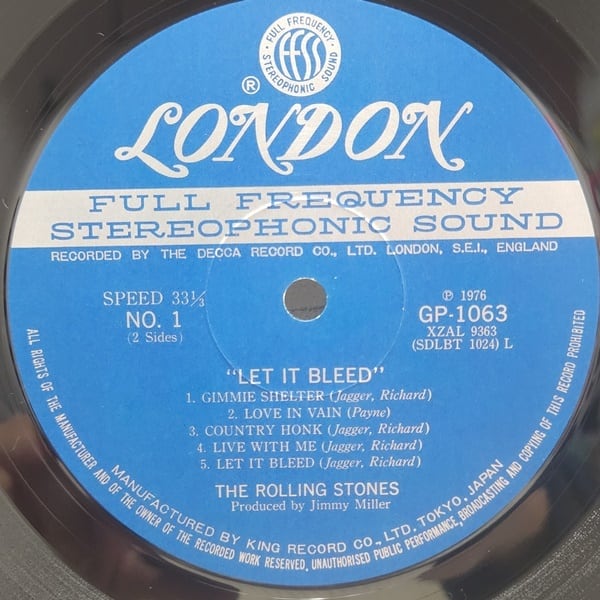 · FULL FREQUENCY ·
STEREOPHONIC SOUND
FFSS
®
LONDON
FULL FREQUENCY
STEREOPHONIC SOUND
RECORDED BY THE DECCA RECORD CO., LTD. LONDON, S.E.I., ENGLAND
SPEED 33⅓
NO. 1
(2 Sides)
℗ 1976
GP-1063
XZAL 9363
(SDLBT 1024) L
"LET IT BLEED"
1. GIMMIE SHELTER (Jagger, Richard)
2. LOVE IN VAIN (Payne)
3. COUNTRY HONK (Jagger, Richard)
4. LIVE WITH ME (Jagger, Richard)
5. LET IT BLEED (Jagger, Richard)
THE ROLLING STONES
Produced by Jimmy Miller
MANUFACTURED BY KING RECORD CO., LTD. TOKYO, JAPAN
ALL RIGHTS OF THE MANUFACTURER AND OF THE OWNER OF THE RECORDED WORK RESERVED, UNAUTHORISED PUBLIC PERFORMANCE, BROADCASTING AND COPYING OF THIS RECORD PROHIBITED